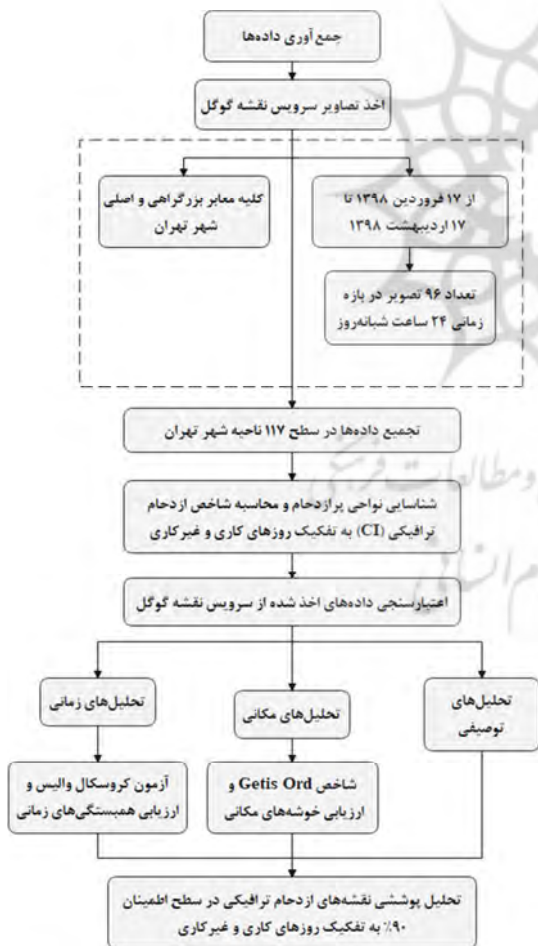 جمع‌آوری داده‌ها
اخذ تصاویر سرویس نقشه گوگل
از ۱۷ فروردین ۱۳۹۸ تا
۱۷ اردیبهشت ۱۳۹۸
کلیه معابر بزرگراهی و اصلی
شهر تهران
تعداد ۹۶ تصویر در بازه
زمانی ۲۴ ساعت شبانه‌روز
تجمیع داده‌ها در سطح ۱۱۷ ناحیه شهر تهران
شناسایی نواحی پرازدحام و محاسبه شاخص ازدحام
ترافیکی (CI) به تفکیک روزهای کاری و غیرکاری
اعتبارسنجی داده‌های اخذ شده از سرویس نقشه گوگل
تحلیل‌های
توصیفی
تحلیل‌های مکانی
تحلیل‌های زمانی
شاخص Getis Ord و
ارزیابی خوشه‌های مکانی
آزمون کروسکال والیس و
ارزیابی همبستگی‌های زمانی
تحلیل پوششی نقشه‌های ازدحام ترافیکی در سطح اطمینان
۹۰٪ به تفکیک روزهای کاری و غیرکاری
و مطالعات فرهنگی